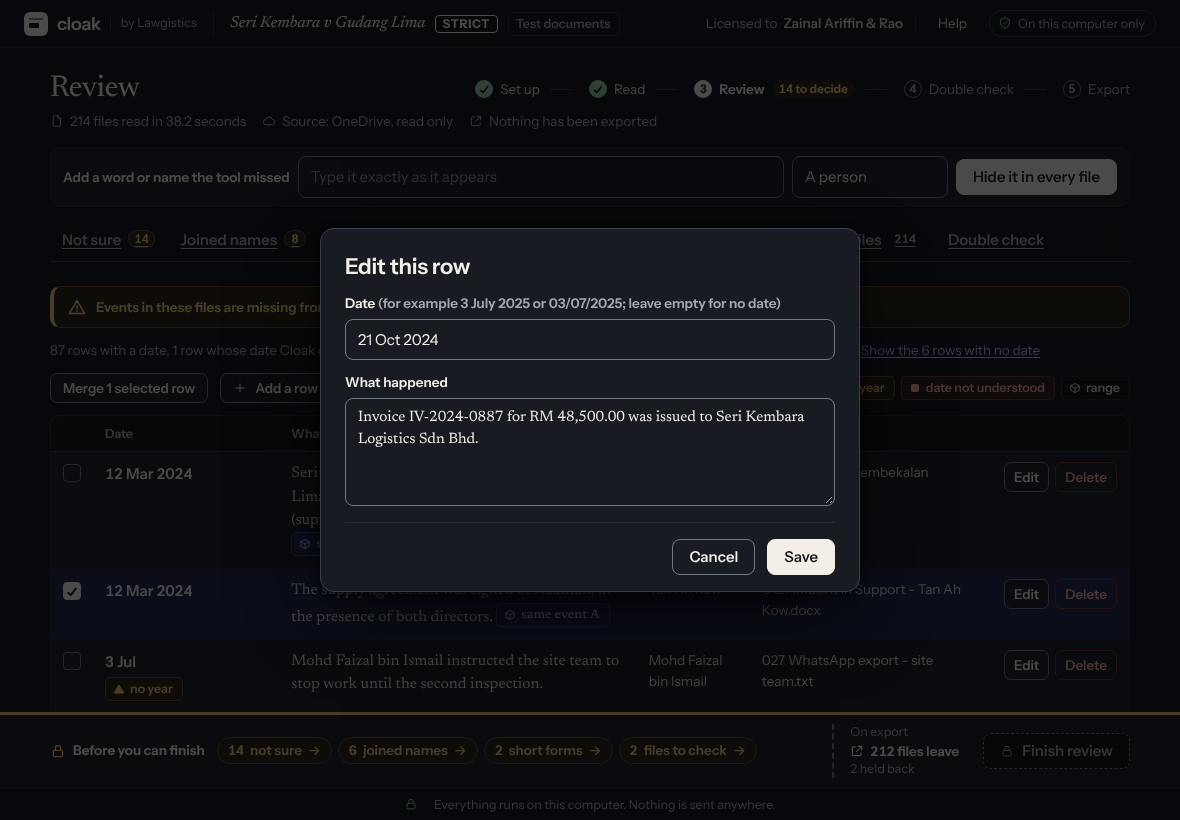 cloak by Lawgistics Seri Kembara v Gudang Lima STRICT Test documents Licensed to Zainal Ariffin & Rao Help On this computer only
Review
Set up Read 3 Review 14 to decide 4 Double check 5 Export
214 files read in 38.2 seconds Source: OneDrive, read only Nothing has been exported
Add a word or name the tool missed Type it exactly as it appears A person Hide it in every file
Not sure 14 Joined names 8 214 Double check
Edit this row
Date (for example 3 July 2025 or 03/07/2025; leave empty for no date)
21 Oct 2024
What happened
Invoice IV-2024-0887 for RM 48,500.00 was issued to Seri Kembara
Logistics Sdn Bhd.
Cancel Save
Events in these files are missing
87 rows with a date, 1 row whose date Cloak Show the 6 rows with no date
Merge 1 selected row + Add a row year date not understood range
Date
12 Mar 2024 Seri Edit Delete
12 Mar 2024 The supply agreement was signed Support - Tan Ah Edit Delete
the presence of both directors. same event A Kow.docx
3 Jul Mohd Faizal bin Ismail instructed the site team to Mohd Faizal 027 WhatsApp export - site Edit Delete
no year stop work until the second inspection. bin Ismail team.txt
Before you can finish 14 not sure → 6 joined names → 2 short forms → 2 files to check → On export
212 files leave Finish review
2 held back
Everything runs on this computer. Nothing is sent anywhere.